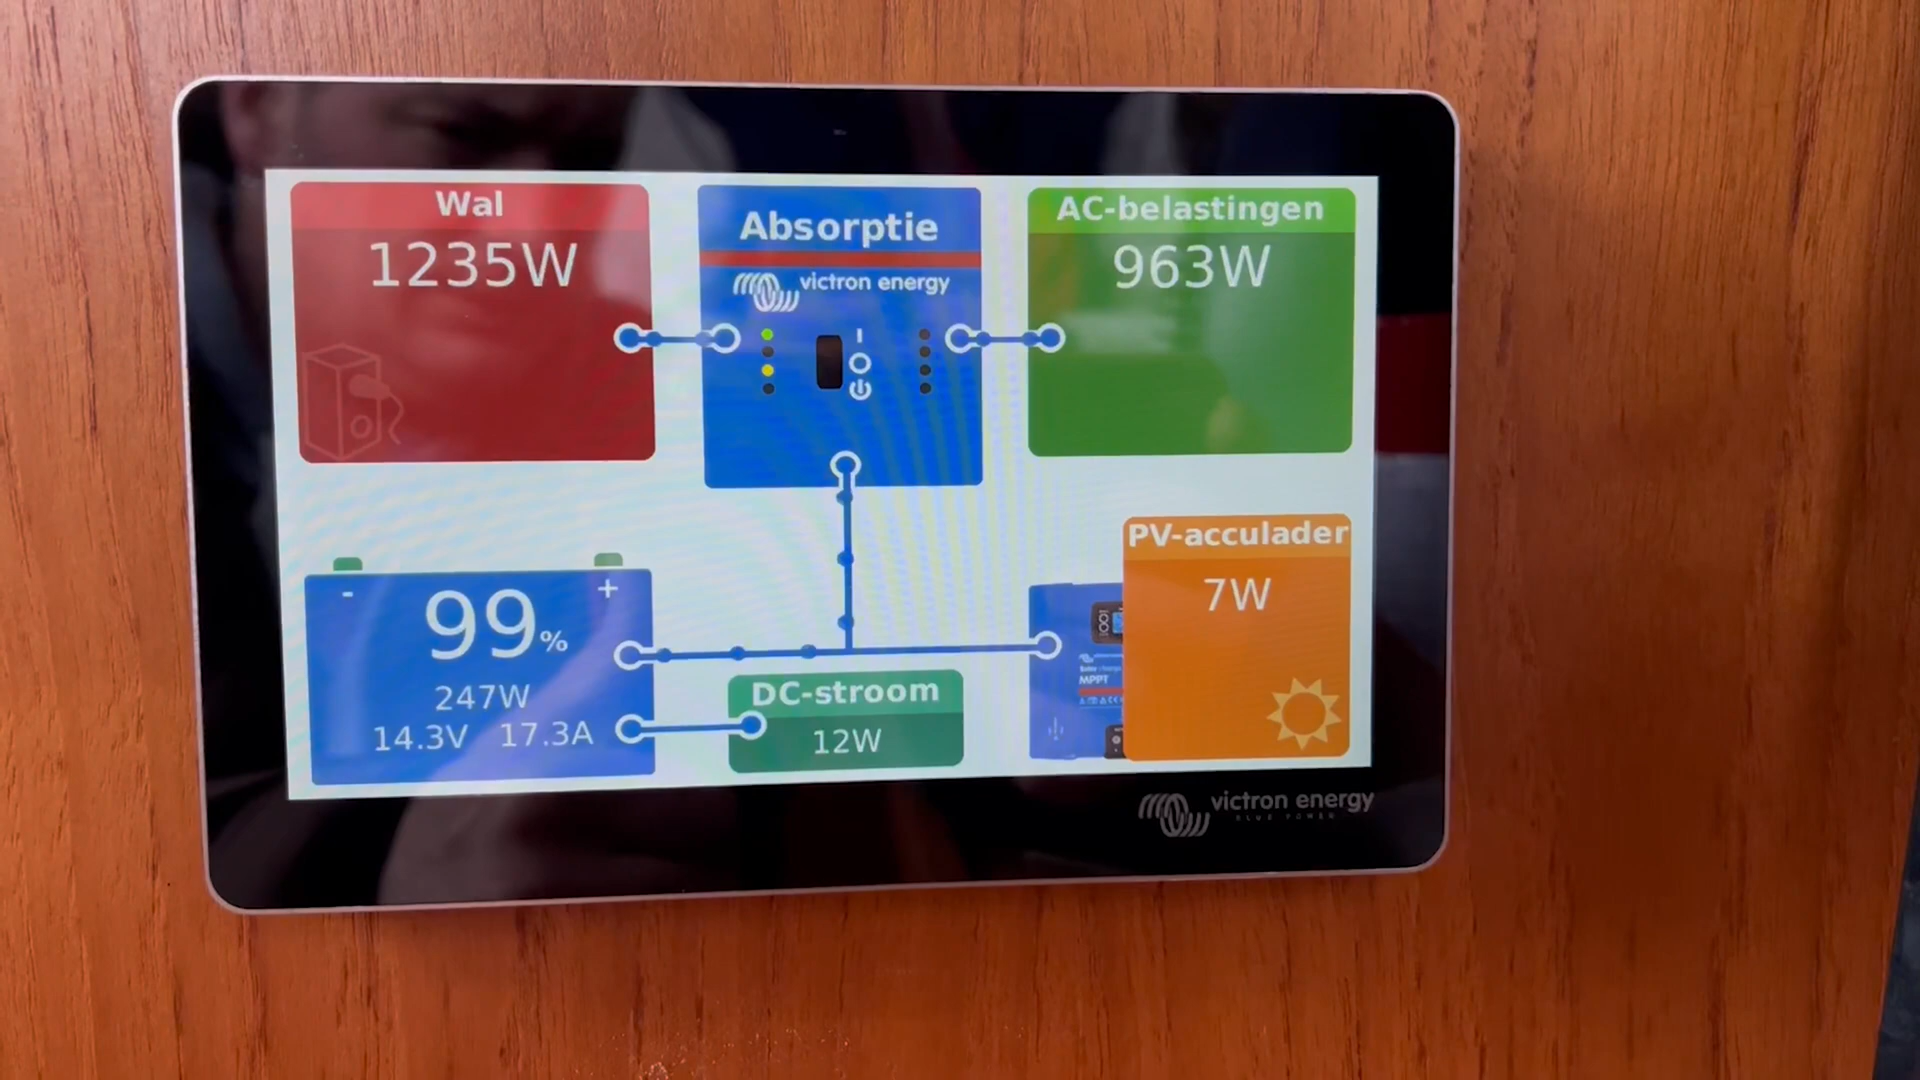 Wal
1235W
Absorptie
victron energy
AC-belastingen
963W
- +
99%
247W
14.3V 17.3A
DC-stroom
12W
PV-acculader
7W
MPPT
victron energy
BLUE POWER